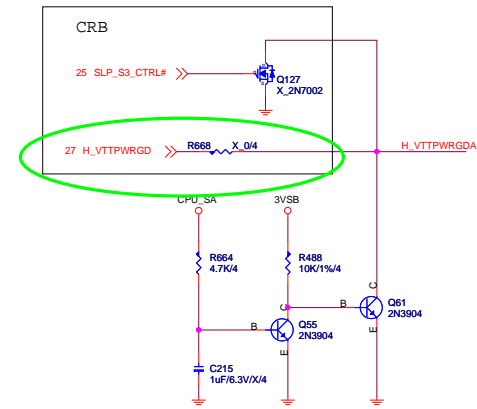 CRB
25 SLP_S3_CTRL#
Q127
X_2N7002
27 H_VTTPWRGD
R668 X_0/4
H_VTTPWRGDA
CPU_SA
3VSB
R664
4.7K/4
R488
10K/1%/4
C
B
Q61
2N3904
E
C
B
Q55
2N3904
E
C215
1uF/6.3V/X/4